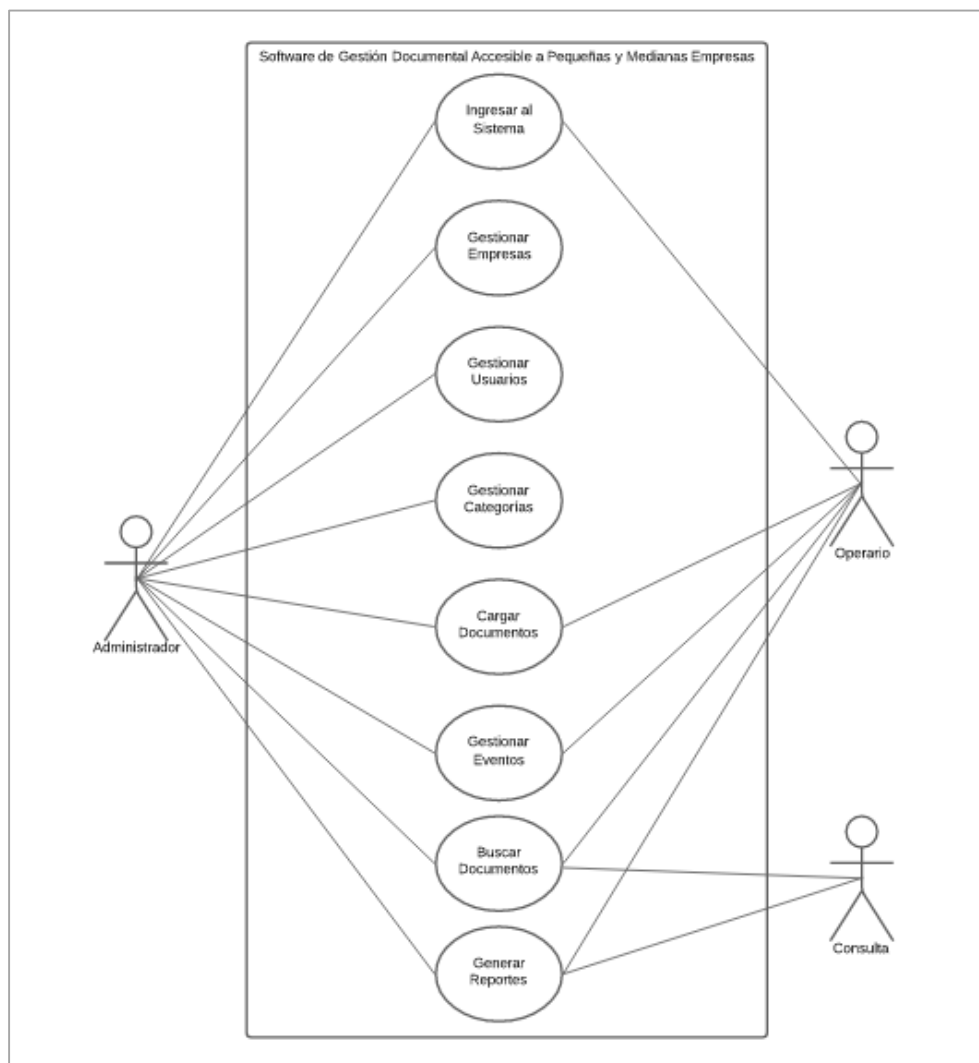 Software de Gestión Documental Accesible a Pequeñas y Medianas Empresas
Ingresar al
Sistema
Gestionar
Empresas
Gestionar
Usuarios
Gestionar
Categorías
Cargar
Documentos
Gestionar
Eventos
Buscar
Documentos
Generar
Reportes
Administrador
Operario
Consulta